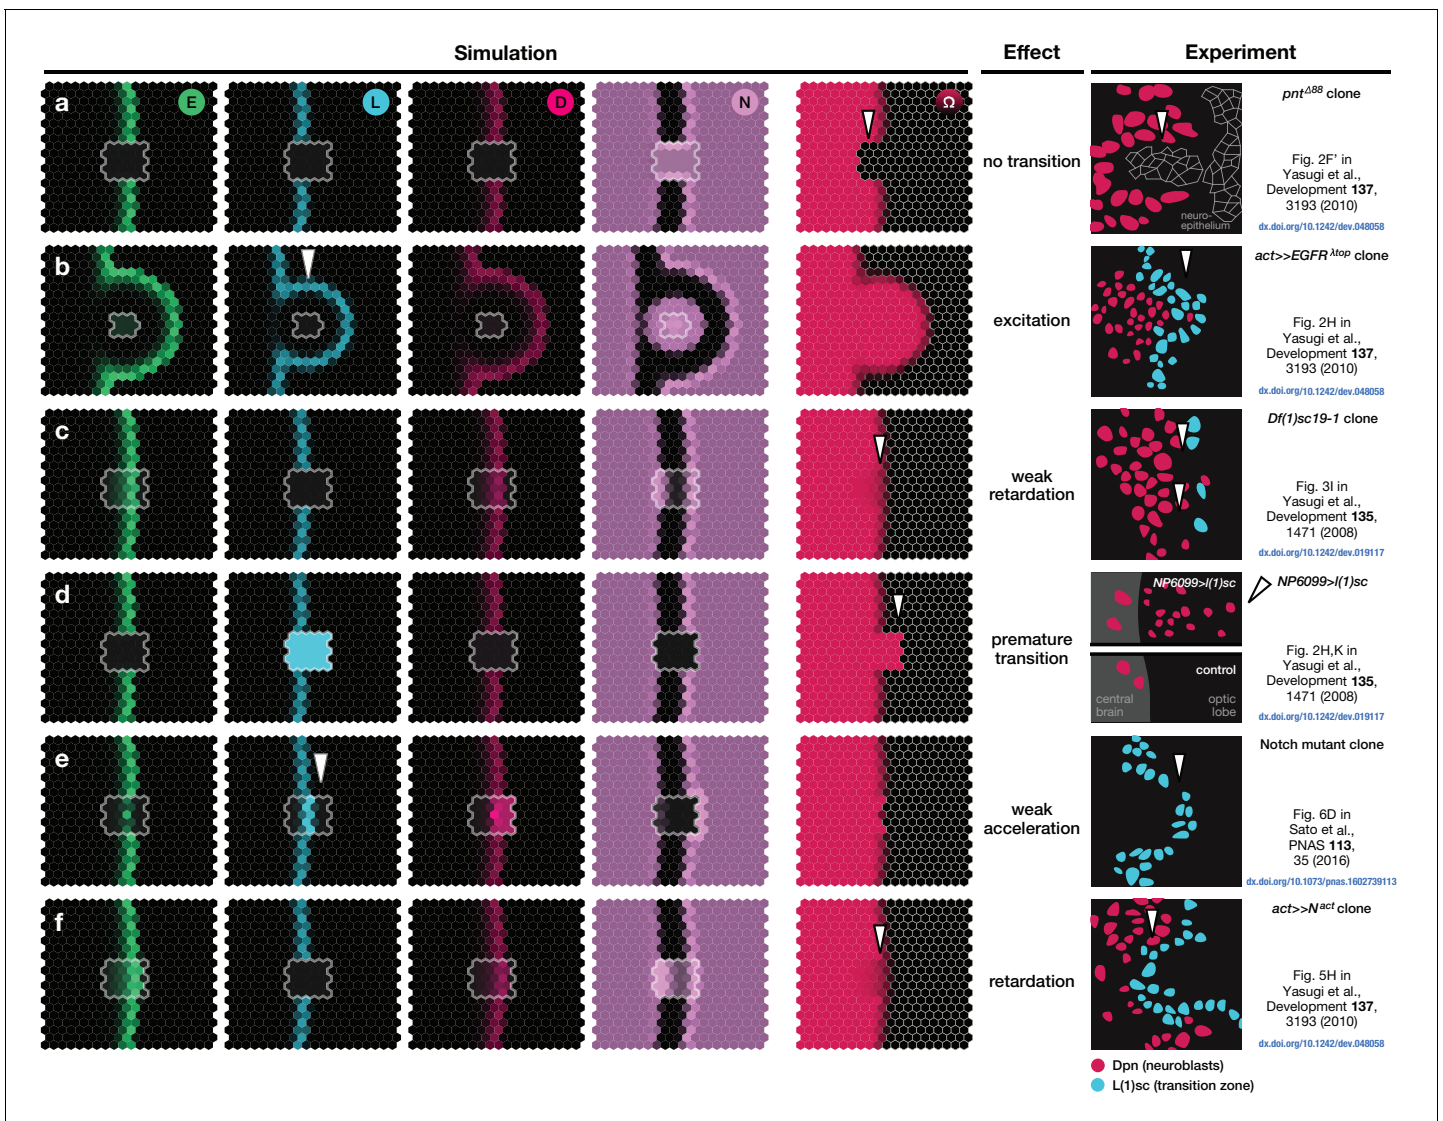 Simulation
Effect
Experiment
a
E
L
D
N
Ω
no transition
neuro-
epithelium
pntΔ88 clone
Fig. 2F’ in
Yasugi et al.,
Development 137,
3193 (2010)
dx.doi.org/10.1242/dev.048058
b
excitation
act>>EGFR λtop clone
Fig. 2H in
Yasugi et al.,
Development 137,
3193 (2010)
dx.doi.org/10.1242/dev.048058
c
weak
retardation
Df(1)sc19-1 clone
Fig. 3I in
Yasugi et al.,
Development 135,
1471 (2008)
dx.doi.org/10.1242/dev.019117
d
premature
transition
NP6099>l(1)sc
control
central
brain
optic
lobe
NP6099>l(1)sc
Fig. 2H,K in
Yasugi et al.,
Development 135,
1471 (2008)
dx.doi.org/10.1242/dev.019117
e
weak
acceleration
Notch mutant clone
Fig. 6D in
Sato et al.,
PNAS 113,
35 (2016)
dx.doi.org/10.1073/pnas.1602739113
f
retardation
act>>Nact clone
Fig. 5H in
Yasugi et al.,
Development 137,
3193 (2010)
dx.doi.org/10.1242/dev.048058
Dpn (neuroblasts)
L(1)sc (transition zone)